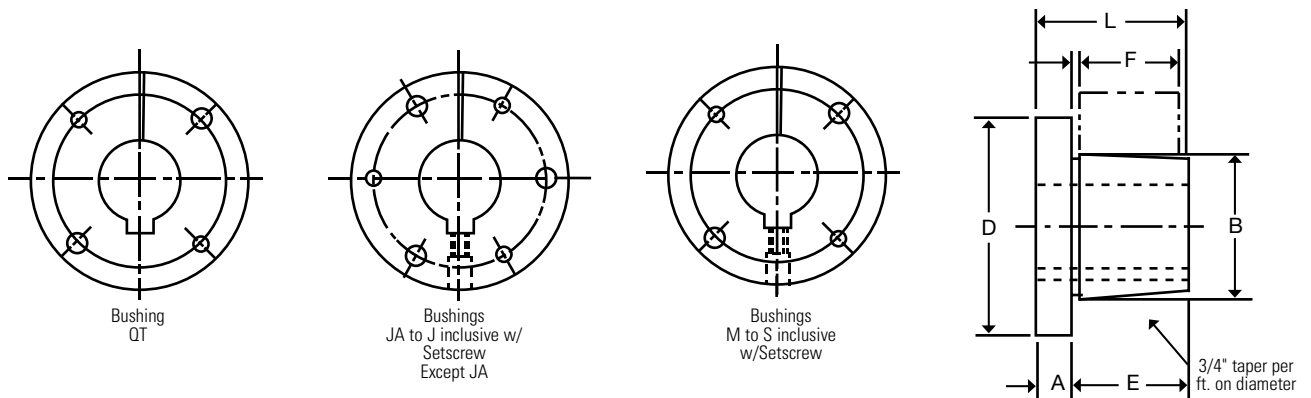 Bushing
QT
Bushings
JA to J inclusive w/
Setscrew
Except JA
Bushings
M to S inclusive
w/Setscrew
L
F
D
B
A
E
3/4" taper per
ft. on diameter